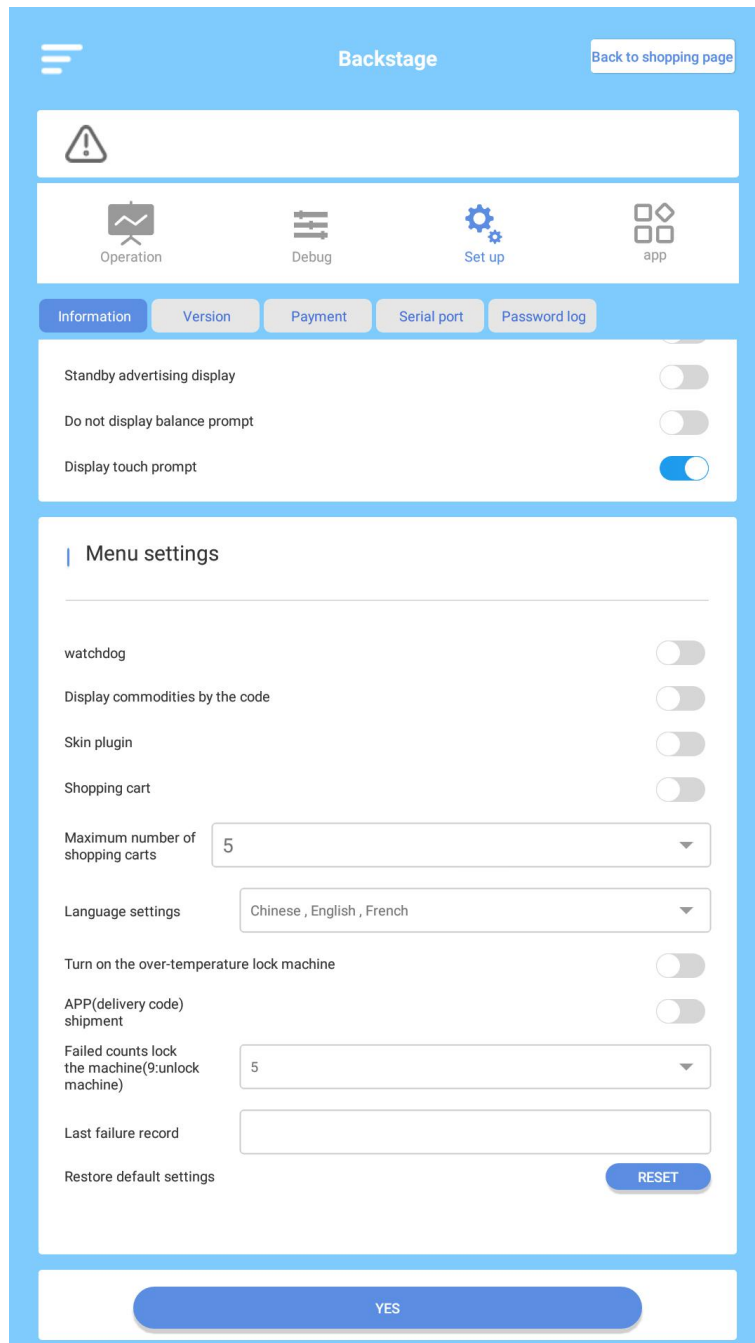 Backstage
Back to shopping page
Operation
Debug
Set up
app
Information
Version
Payment
Serial port
Password log
Standby advertising display
Do not display balance prompt
Display touch prompt
Menu settings
watchdog
Display commodities by the code
Skin plugin
Shopping cart
Maximum number of
shopping carts
5
Language settings
Chinese , English , French
Turn on the over-temperature lock machine
APP(delivery code)
shipment
Failed counts lock
the machine(9:unlock
machine)
5
Last failure record
Restore default settings
RESET
YES